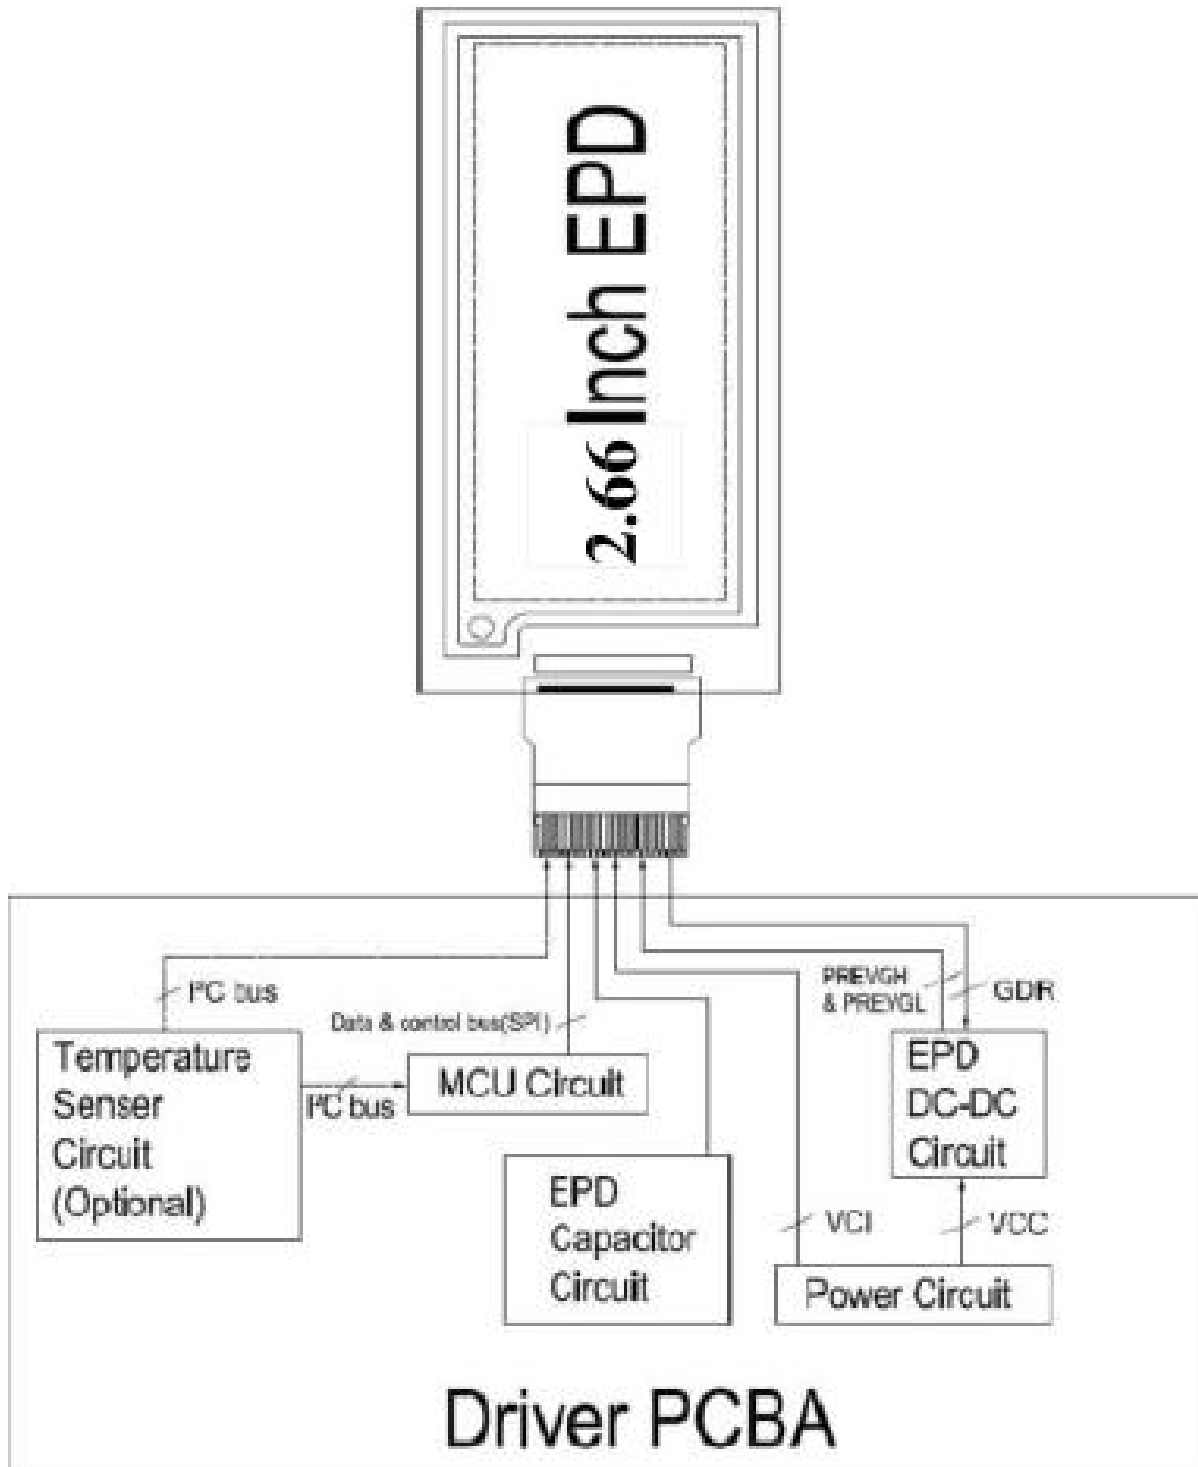 2.66 Inch EPD
PREVGH
& PREVGL
GDR
I²C bus
Data & control bus(SPI)
Temperature
Senser
Circuit
(Optional)
I²C bus
MCU Circuit
EPD
DC-DC
Circuit
EPD
Capacitor
Circuit
VCI
VCC
Power Circuit
Driver PCBA